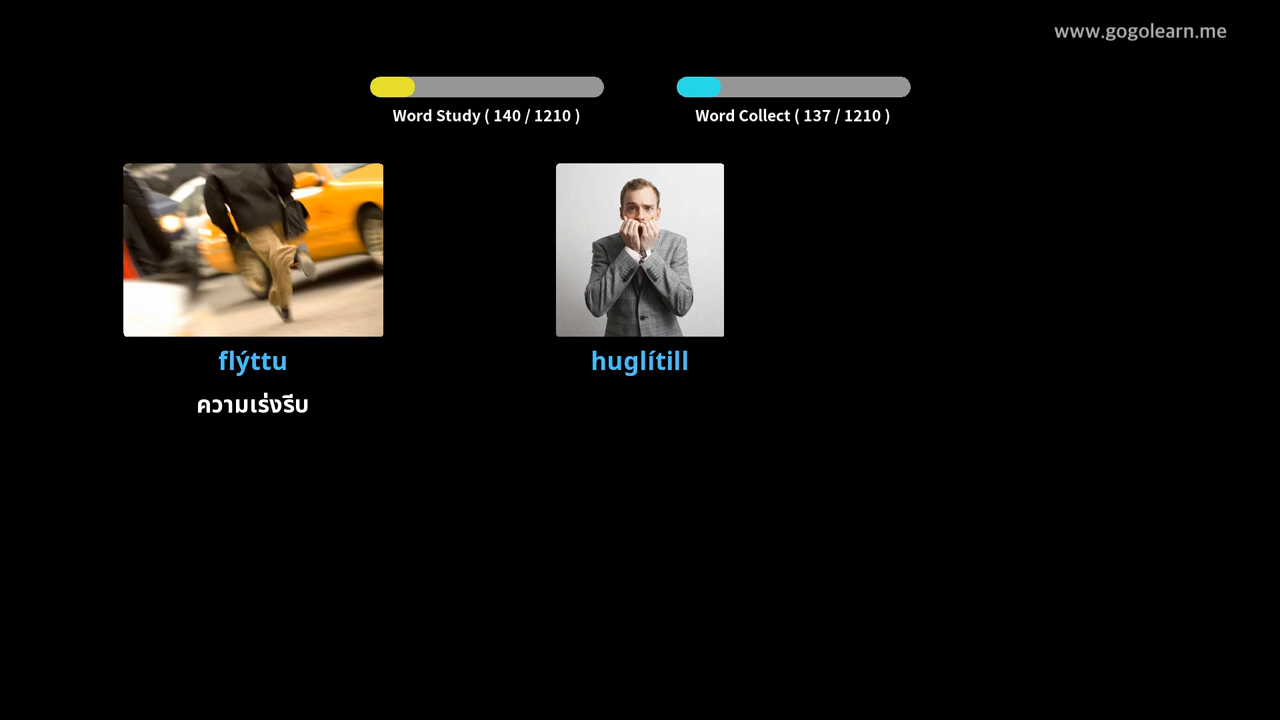 www.gogolearn.me
Word Study ( 140 / 1210 )
Word Collect ( 137 / 1210 )
flýttu
huglítill
ความเร่งรีบ